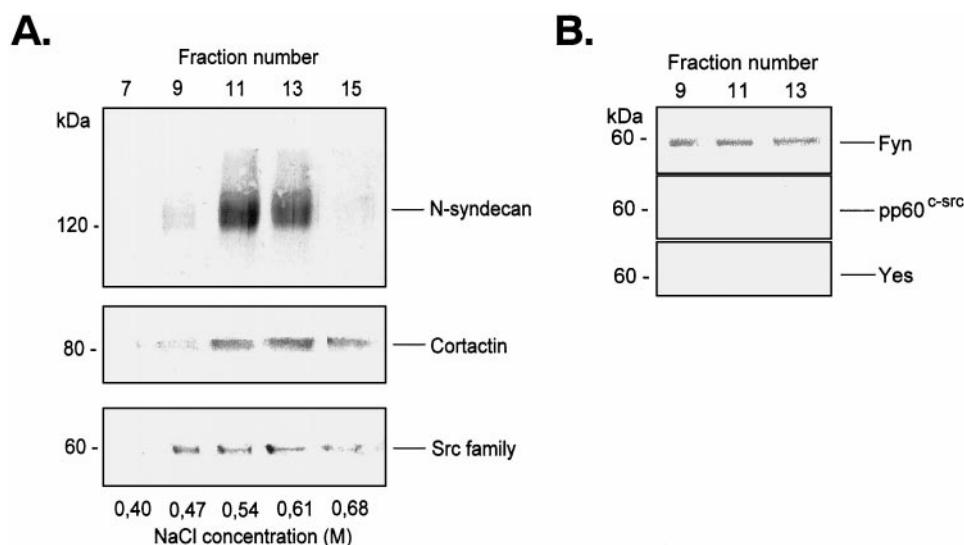 A.
Fraction number
7 9 11 13 15
kDa
120 -
N-syndecan
80 -
Cortactin
60 -
Src family
0,40 0,47 0,54 0,61 0,68
NaCl concentration (M)
B.
Fraction number
9 11 13
kDa
60 -
Fyn
60 -
pp60 c-src
60 -
Yes